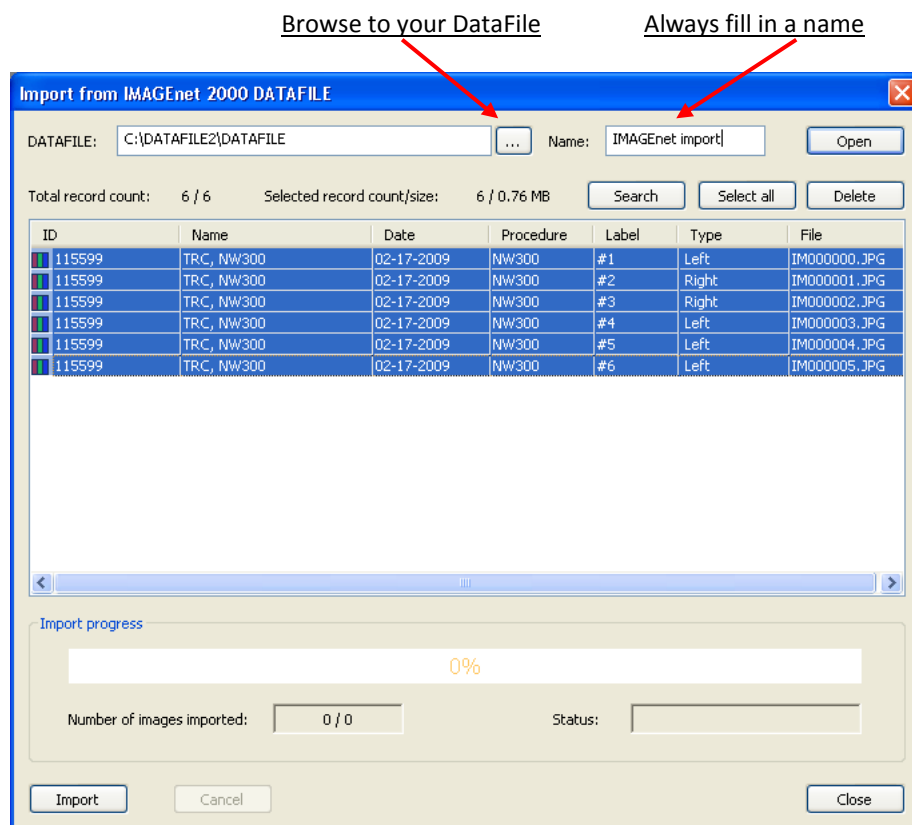 Browse to your DataFile Always fill in a name
Import from IMAGEnet 2000 DATAFILE
DATAFILE: C:\DATAFILE2\DATAFILE ... Name: IMAGEnet import Open
Total record count: 6 / 6 Selected record count/size: 6 / 0.76 MB Search Select all Delete
ID Name Date Procedure Label Type File
115599 TRC, NW300 02-17-2009 NW300 #1 Left IM000000.JPG
115599 TRC, NW300 02-17-2009 NW300 #2 Right IM000001.JPG
115599 TRC, NW300 02-17-2009 NW300 #3 Right IM000002.JPG
115599 TRC, NW300 02-17-2009 NW300 #4 Left IM000003.JPG
115599 TRC, NW300 02-17-2009 NW300 #5 Left IM000004.JPG
115599 TRC, NW300 02-17-2009 NW300 #6 Left IM000005.JPG
Import progress
0%
Number of images imported: 0 / 0 Status:
Import Cancel Close